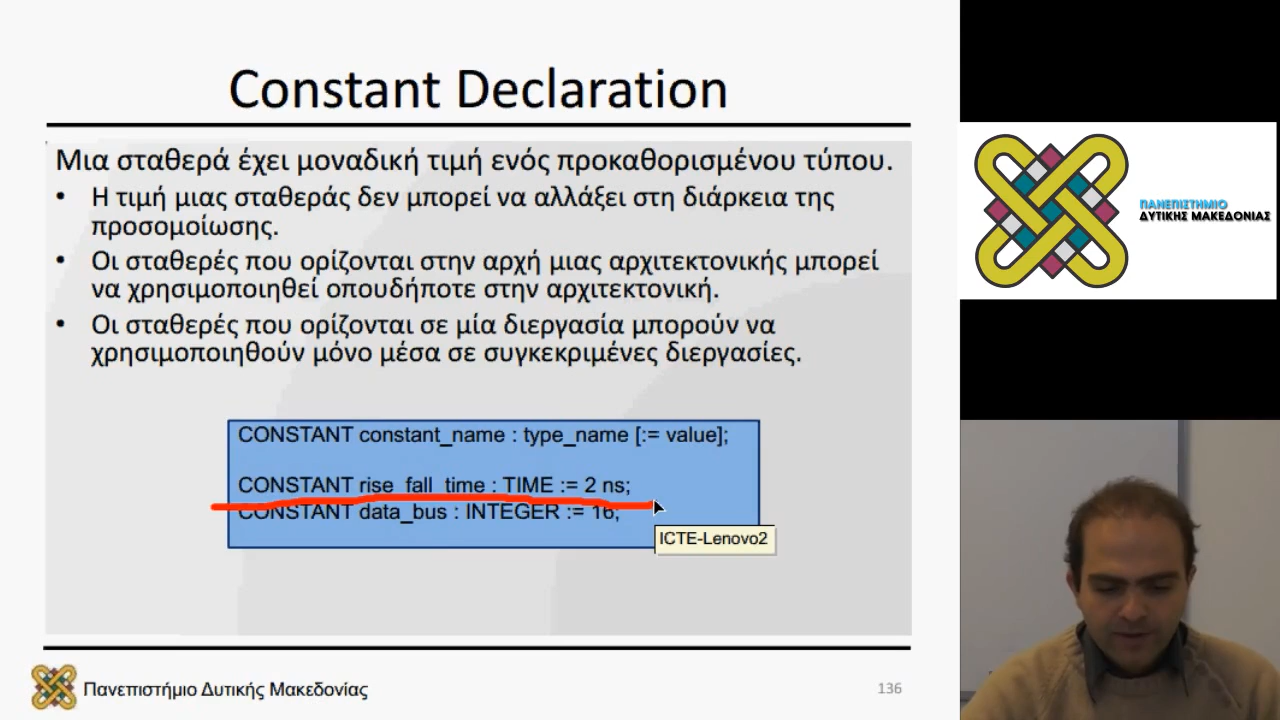 Constant Declaration
Μια σταθερά έχει μοναδική τιμή ενός προκαθορισμένου τύπου.
• Η τιμή μιας σταθεράς δεν μπορεί να αλλάξει στη διάρκεια της
προσομοίωσης.
• Οι σταθερές που ορίζονται στην αρχή μιας αρχιτεκτονικής μπορεί
να χρησιμοποιηθεί οπουδήποτε στην αρχιτεκτονική.
• Οι σταθερές που ορίζονται σε μία διεργασία μπορούν να
χρησιμοποιηθούν μόνο μέσα σε συγκεκριμένες διεργασίες.
CONSTANT constant_name : type_name [:= value];
CONSTANT rise_fall_time : TIME := 2 ns;
CONSTANT data_bus : INTEGER := 16;
ICTE-Lenovo2
Πανεπιστήμιο Δυτικής Μακεδονίας
136
ΠΑΝΕΠΙΣΤΗΜΙΟ
ΔΥΤΙΚΗΣ ΜΑΚΕΔΟΝΙΑΣ